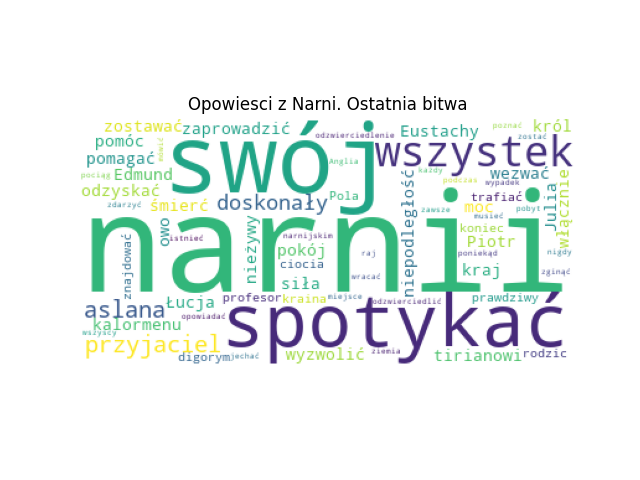 Opowiesci z Narni. Ostatnia bitwa
zostawać zaprowadzić swój odzwierciedlenie Eustachy poznać król
pomóc edwić wszystek zostać
pomagać Anglia
pociąg Edmund każdy wezwać włącznie
odzyskać doskonały Pola podczas wypadek
zdarzyć śmierć niepodległość trafiać Julia
narnii zawsze moc pobyt
owo nieżywy musieć
znajdować istnieć narnijskim koniec Piotr
pokój raj poniekąd nigdy
ciocia kraj zginąć
siła wracać
aslana Łucja profesor kraina miejsce odzwierciedlić prawdziwy
kalormenu opowiadać spotykać
wszyscy
przyjaciel digorym jechać wyzwolić ziemia tirianowi rodzic